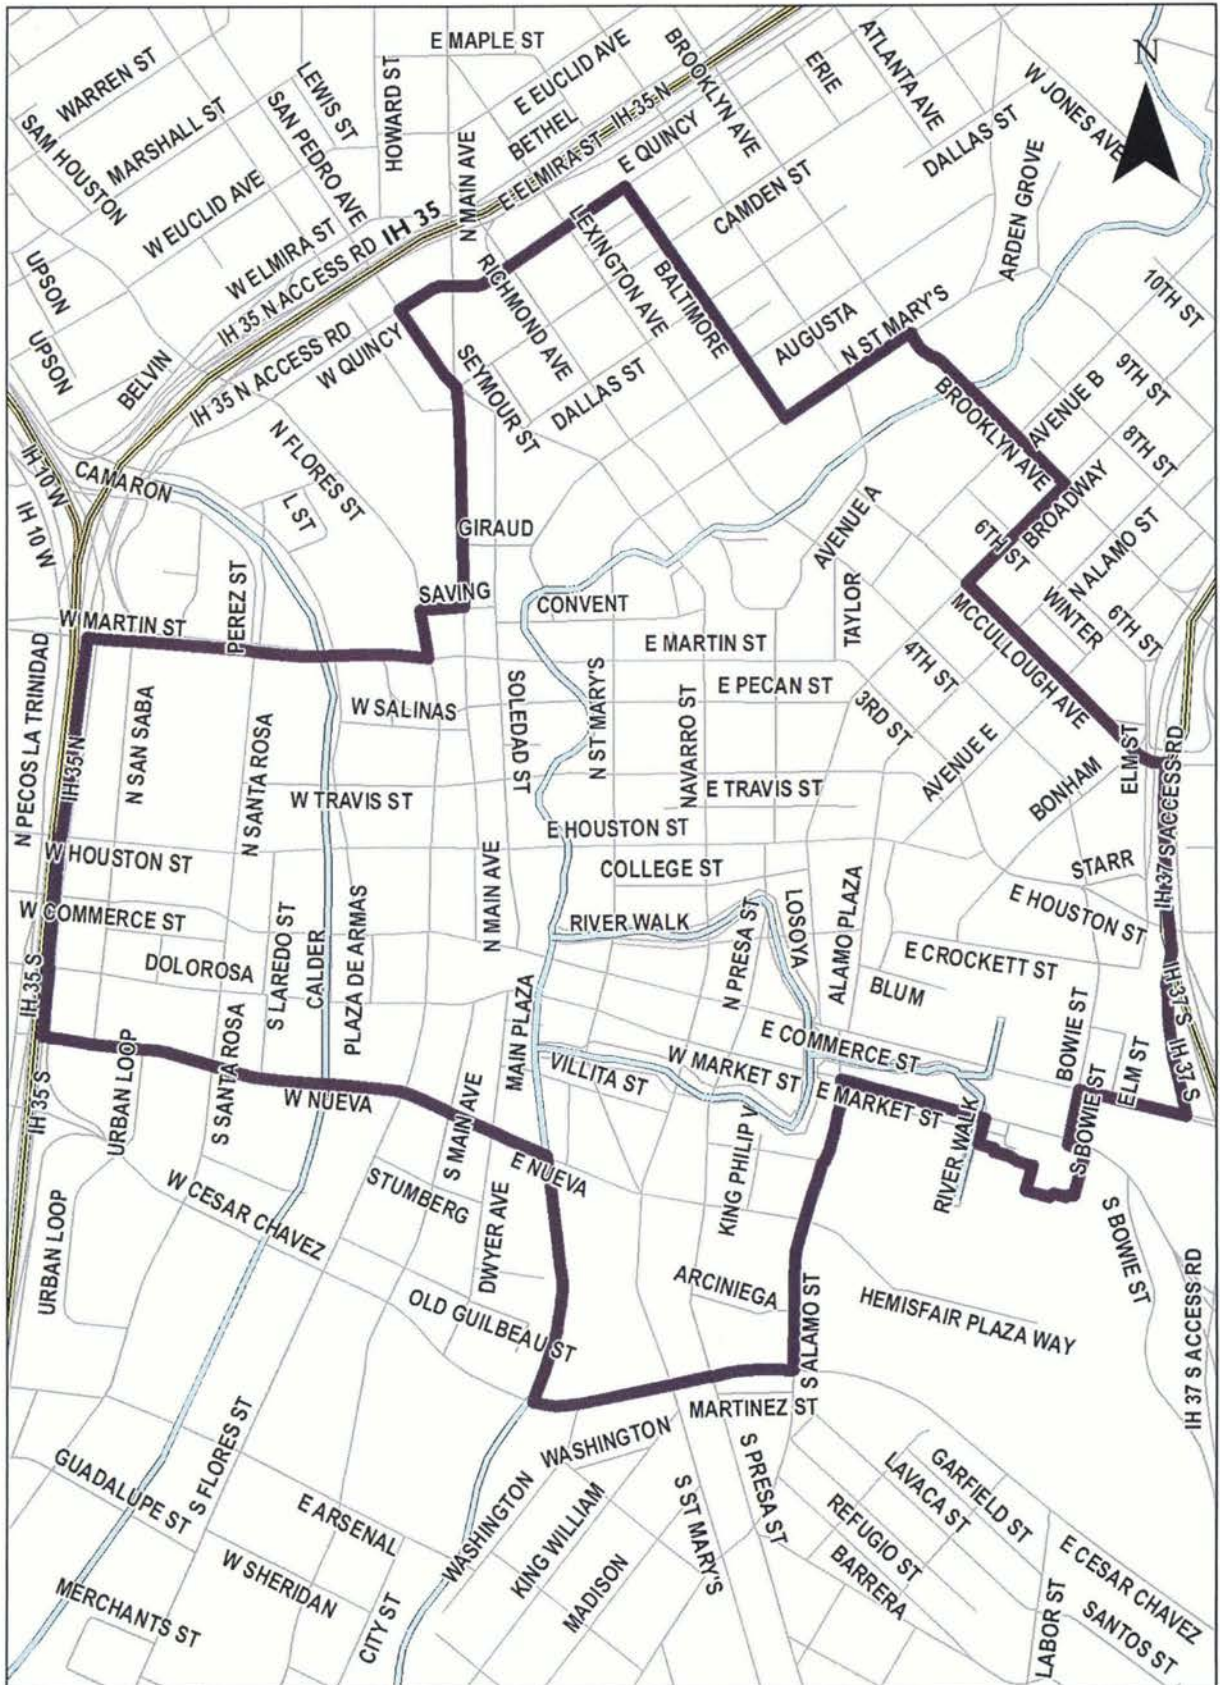 E MAPLE ST
WARREN ST
LEWIS ST
HOWARD ST
E EUCLID AVE
BROOKLYN AVE
ERIE
ATLANTA AVE
W JONES AVE
N
SAM HOUSTON
MARSHALL ST
SAN PEDRO AVE
N MAIN AVE
BETHEL
E ELMIRA ST
IH 35 N
E QUINCY
DALLAS ST
ARDEN GROVE
W EUCLID AVE
CAMDEN ST
W ELMIRA ST
IH 35 N ACCESS RD
IH 35
LEXINGTON AVE
BALTIMORE
UPSON
UPSON
BELVIN
IH 35 N ACCESS RD
W QUINCY
RICHMOND AVE
SEYMOUR ST
DALLAS ST
AUGUSTA
N ST MARY'S
10TH ST
9TH ST
8TH ST
AVENUE B
BROOKLYN AVE
BROADWAY
N FLORES ST
IH 10 W
IH 10 W
CAMARON
L ST
GIRAUD
AVENUE A
6TH ST
N ALAMO ST
WINTER
6TH ST
SAVING
CONVENT
TAYLOR
MCCULLOUGH AVE
PEREZ ST
W MARTIN ST
E MARTIN ST
4TH ST
N PECOS LA TRINIDAD
IH 35 N
N SAN SABA
N SANTA ROSA
W SALINAS
SOLEDAD ST
N ST MARY'S
NAVARRO ST
E PECAN ST
3RD ST
AVENUE E
BONHAM
ELM ST
IH 37 S ACCESS RD
W TRAVIS ST
E TRAVIS ST
W HOUSTON ST
E HOUSTON ST
COLLEGE ST
STARR
W COMMERCE ST
S LAREDO ST
CALDER
PLAZA DE ARMAS
N MAIN AVE
RIVER WALK
N PRESA ST
LOSOYA
ALAMO PLAZA
E HOUSTON ST
E CROCKETT ST
DOLOROSA
BLUM
IH 35 S
IH 35 S
IH 37 S
IH 37 S
URBAN LOOP
S SANTA ROSA
MAIN PLAZA
E COMMERCE ST
W MARKET ST
VILLITA ST
E MARKET ST
BOWIE ST
ELM ST
S BOWIE ST
W NUEVA
S MAIN AVE
E NUEVA
KING PHILIP V
RIVER WALK
S BOWIE ST
W CESAR CHAVEZ
STUMBERG
DWYER AVE
URBAN LOOP
ARCINIEGA
S ALAMO ST
HEMISFAIR PLAZA WAY
IH 37 S ACCESS RD
OLD GUILBEAU ST
MARTINEZ ST
S FLORES ST
WASHINGTON
GUADALUPE ST
E ARSENAL
WASHINGTON
KING WILLIAM
S ST MARY'S
S PRESA ST
LAVACA ST
GARFIELD ST
REFUGIO ST
BARRERA
W SHERIDAN
CITY ST
MADISON
MERCHANTS ST
LABOR ST
E CESAR CHAVEZ
SANTOS ST